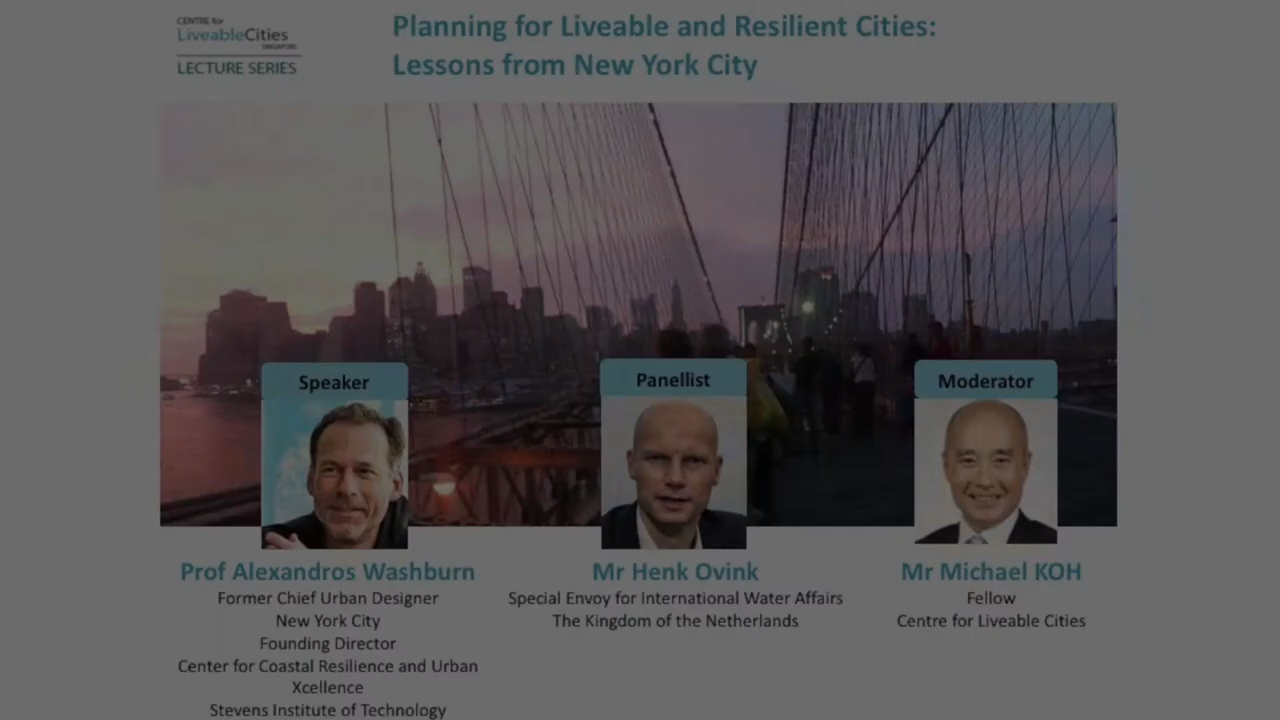 CENTRE for
LiveableCities
SINGAPORE
LECTURE SERIES
Planning for Liveable and Resilient Cities:
Lessons from New York City
Speaker
Panellist
Moderator
Prof Alexandros Washburn
Former Chief Urban Designer
New York City
Founding Director
Center for Coastal Resilience and Urban
Xcellence
Stevens Institute of Technology
Mr Henk Ovink
Special Envoy for International Water Affairs
The Kingdom of the Netherlands
Mr Michael KOH
Fellow
Centre for Liveable Cities